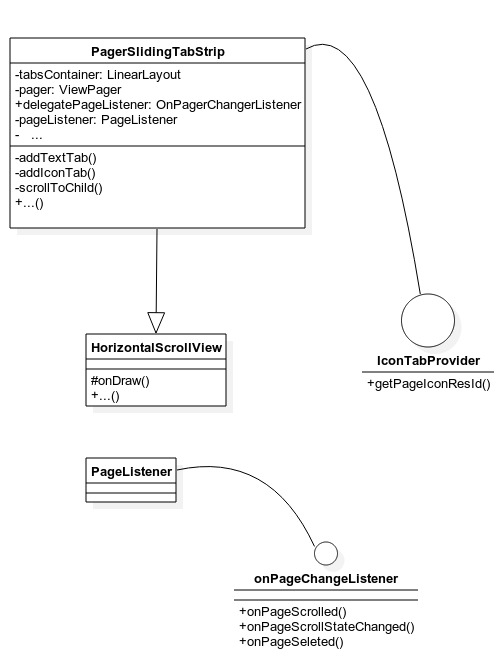 PagerSlidingTabStrip
-tabsContainer: LinearLayout
-pager: ViewPager
+delegatePageListener: OnPagerChangerListener
-pageListener: PageListener
- ...
-addTextTab()
-addIconTab()
-scrollToChild()
+...()
HorizontalScrollView
#onDraw()
+...()
IconTabProvider
+getPageIconResId()
PageListener
onPageChangeListener
+onPageScrolled()
+onPageScrollStateChanged()
+onPageSeleted()